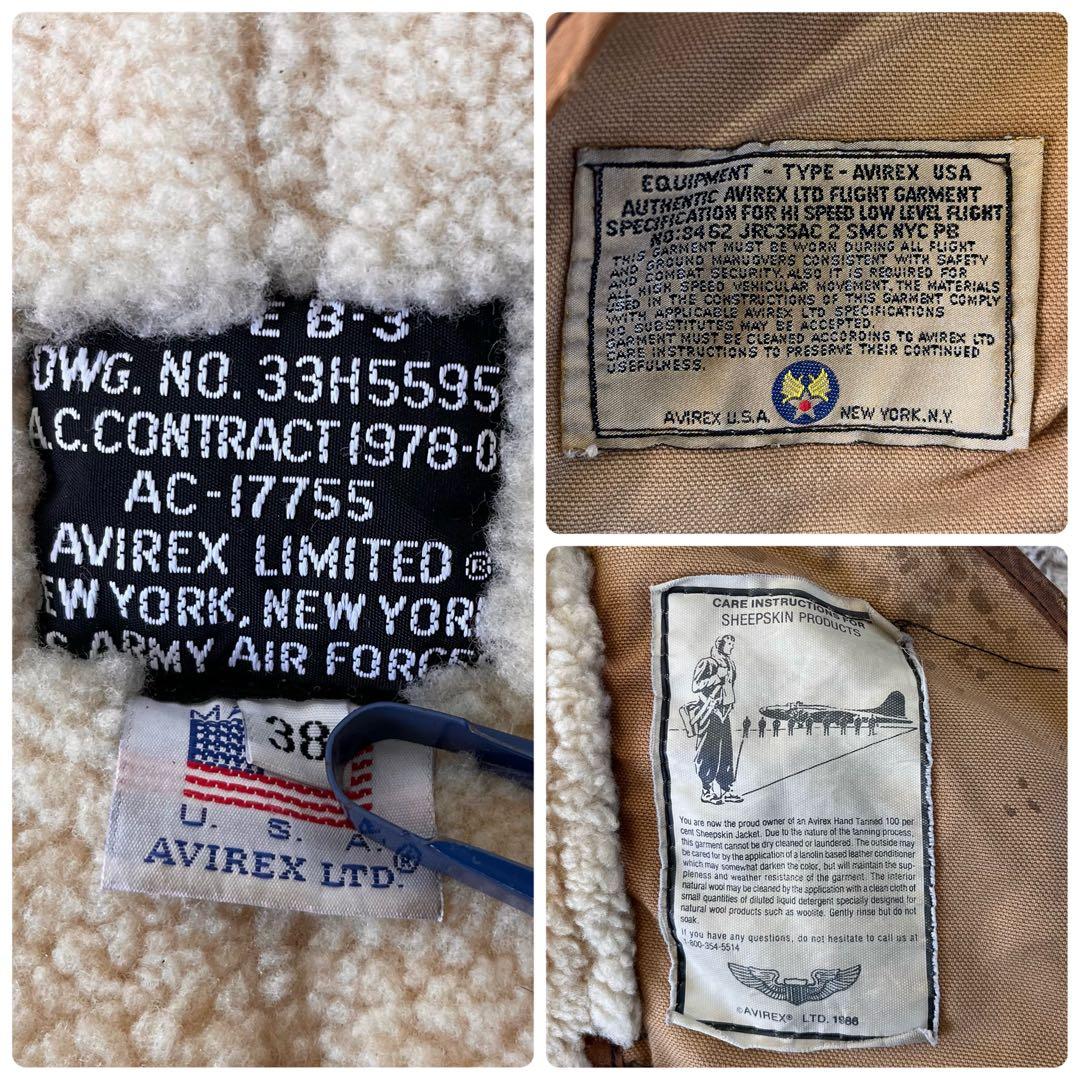 E B-3
DWG. NO. 33H5595
A.C. CONTRACT 1978-0
AC-17755
AVIREX LIMITED ®
EW YORK, NEW YOR
S. ARMY AIR FORCE
MA
38
U. S. A.
AVIREX LTD.®
EQUIPMENT - TYPE - AVIREX USA
AUTHENTIC AVIREX LTD FLIGHT GARMENT
SPECIFICATION FOR HI SPEED LOW LEVEL FLIGHT
NO: 8462 JRC35AC 2 SMC NYC PB
THIS GARMENT MUST BE WORN DURING ALL FLIGHT
AND GROUND MANUOVERS CONSISTENT WITH SAFETY
AND COMBAT SECURITY. ALSO IT IS REQUIRED FOR
ALL HIGH SPEED VEHICULAR MOVEMENT. THE MATERIALS
USED IN THE CONSTRUCTIONS OF THIS GARMENT COMPLY
WITH APPLICABLE AVIREX LTD SPECIFICATIONS
NO SUBSTITUTES MAY BE ACCEPTED.
GARMENT MUST BE CLEANED ACCORDING TO AVIREX LTD
CARE INSTRUCTIONS TO PRESERVE THEIR CONTINUED
USEFULNESS.
AVIREX U.S.A. NEW YORK. N.Y.
CARE INSTRUCTIONS FOR
SHEEPSKIN PRODUCTS
You are now the proud owner of an Avirex Hand Tanned 100 per
cent Sheepskin Jacket. Due to the nature of the tanning process,
this garment cannot be dry cleaned or laundered. The outside may
be cared for by the application of a lanolin based leather conditioner
which may somewhat darken the color, but will maintain the sup-
pleness and weather resistance of the garment. The interior
natural wool may be cleaned by the application with a clean cloth of
small quantities of diluted liquid detergent specially designed for
natural wool products such as woolite. Gently rinse but do not
soak.
If you have any questions, do not hesitate to call us at
1-800-354-5514
©AVIREX® LTD. 1986